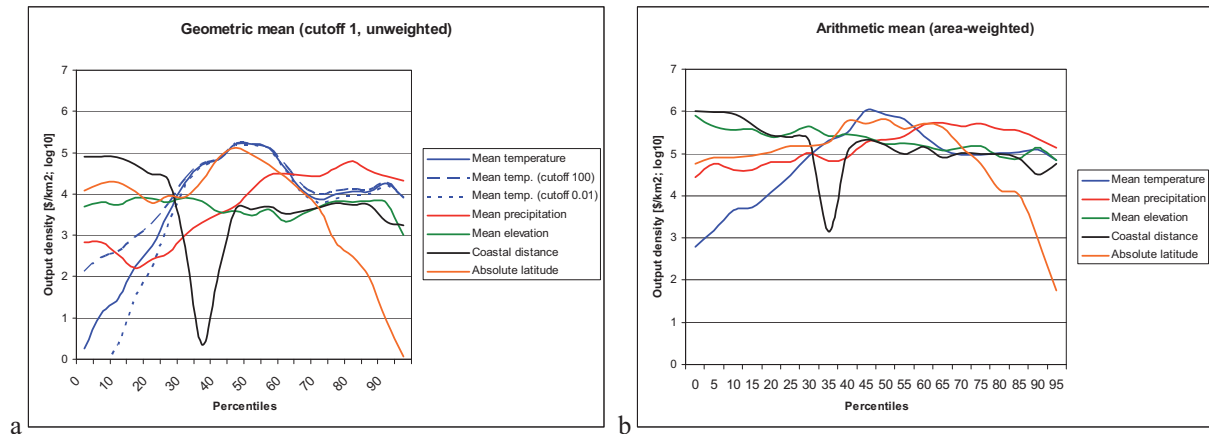 Geometric mean (cutoff 1, unweighted)
Output density [$/km2; log10]
7
6
5
4
3
2
1
0
0
10
20
30
40
50
60
70
80
90
Percentiles
Mean temperature
Mean temp. (cutoff 100)
Mean temp. (cutoff 0.01)
Mean precipitation
Mean elevation
Coastal distance
Absolute latitude
a
Arithmetic mean (area-weighted)
Output density [$/km2; log10]
7
6
5
4
3
2
1
0
0 5 10 15 20 25 30 35 40 45 50 55 60 65 70 75 80 85 90 95
Percentiles
Mean temperature
Mean precipitation
Mean elevation
Coastal distance
Absolute latitude
b